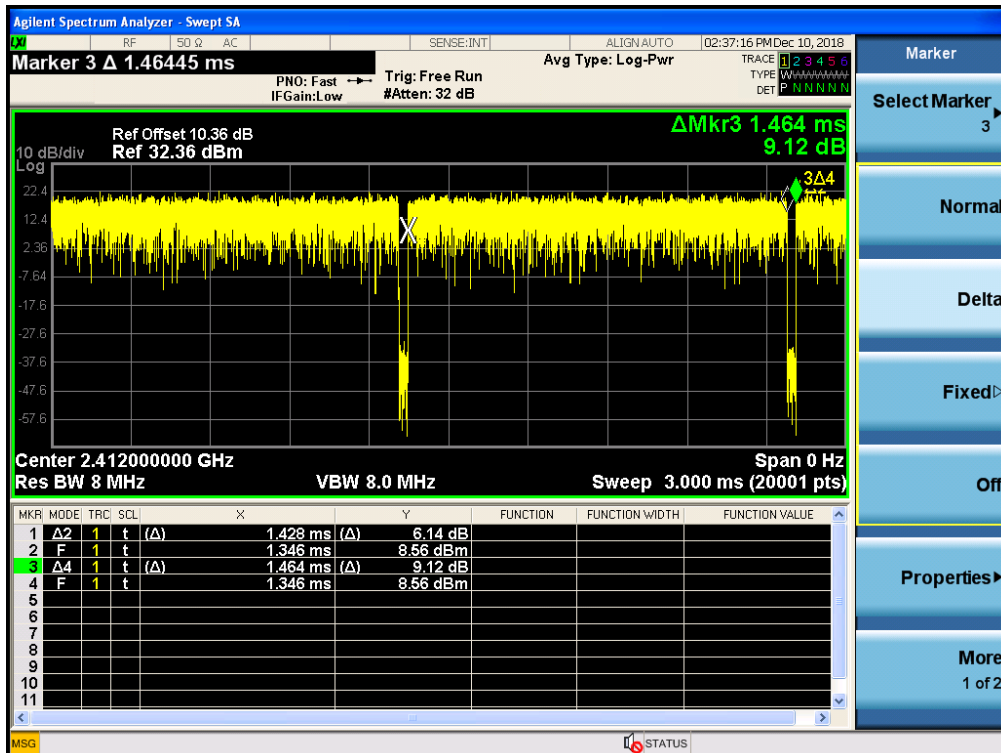 Agilent Spectrum Analyzer - Swept SA
LXI RF 50 Ω AC SENSE:INT ALIGN AUTO 02:37:16 PM Dec 10, 2018
Marker 3 Δ 1.46445 ms
PNO: Fast
IFGain:Low
Trig: Free Run
#Atten: 32 dB
Avg Type: Log-Pwr
TRACE 1 2 3 4 5 6
TYPE WWWWWW
DET P N N N N N
ΔMkr3 1.464 ms
9.12 dB
Ref Offset 10.36 dB
10 dB/div Ref 32.36 dBm
Log
22.4
12.4
2.36
-7.64
-17.6
-27.6
-37.6
-47.6
-57.6
3Δ4
X
Center 2.412000000 GHz Span 0 Hz
Res BW 8 MHz VBW 8.0 MHz Sweep 3.000 ms (20001 pts)
MKR MODE TRC SCL X Y FUNCTION FUNCTION WIDTH FUNCTION VALUE
1 Δ2 1 t (Δ) 1.428 ms (Δ) 6.14 dB
2 F 1 t 1.346 ms 8.56 dBm
3 Δ4 1 t (Δ) 1.464 ms (Δ) 9.12 dB
4 F 1 t 1.346 ms 8.56 dBm
5
6
7
8
9
10
11
MSG STATUS
Marker
Select Marker
3
Normal
Delta
Fixed
Off
Properties
More
1 of 2